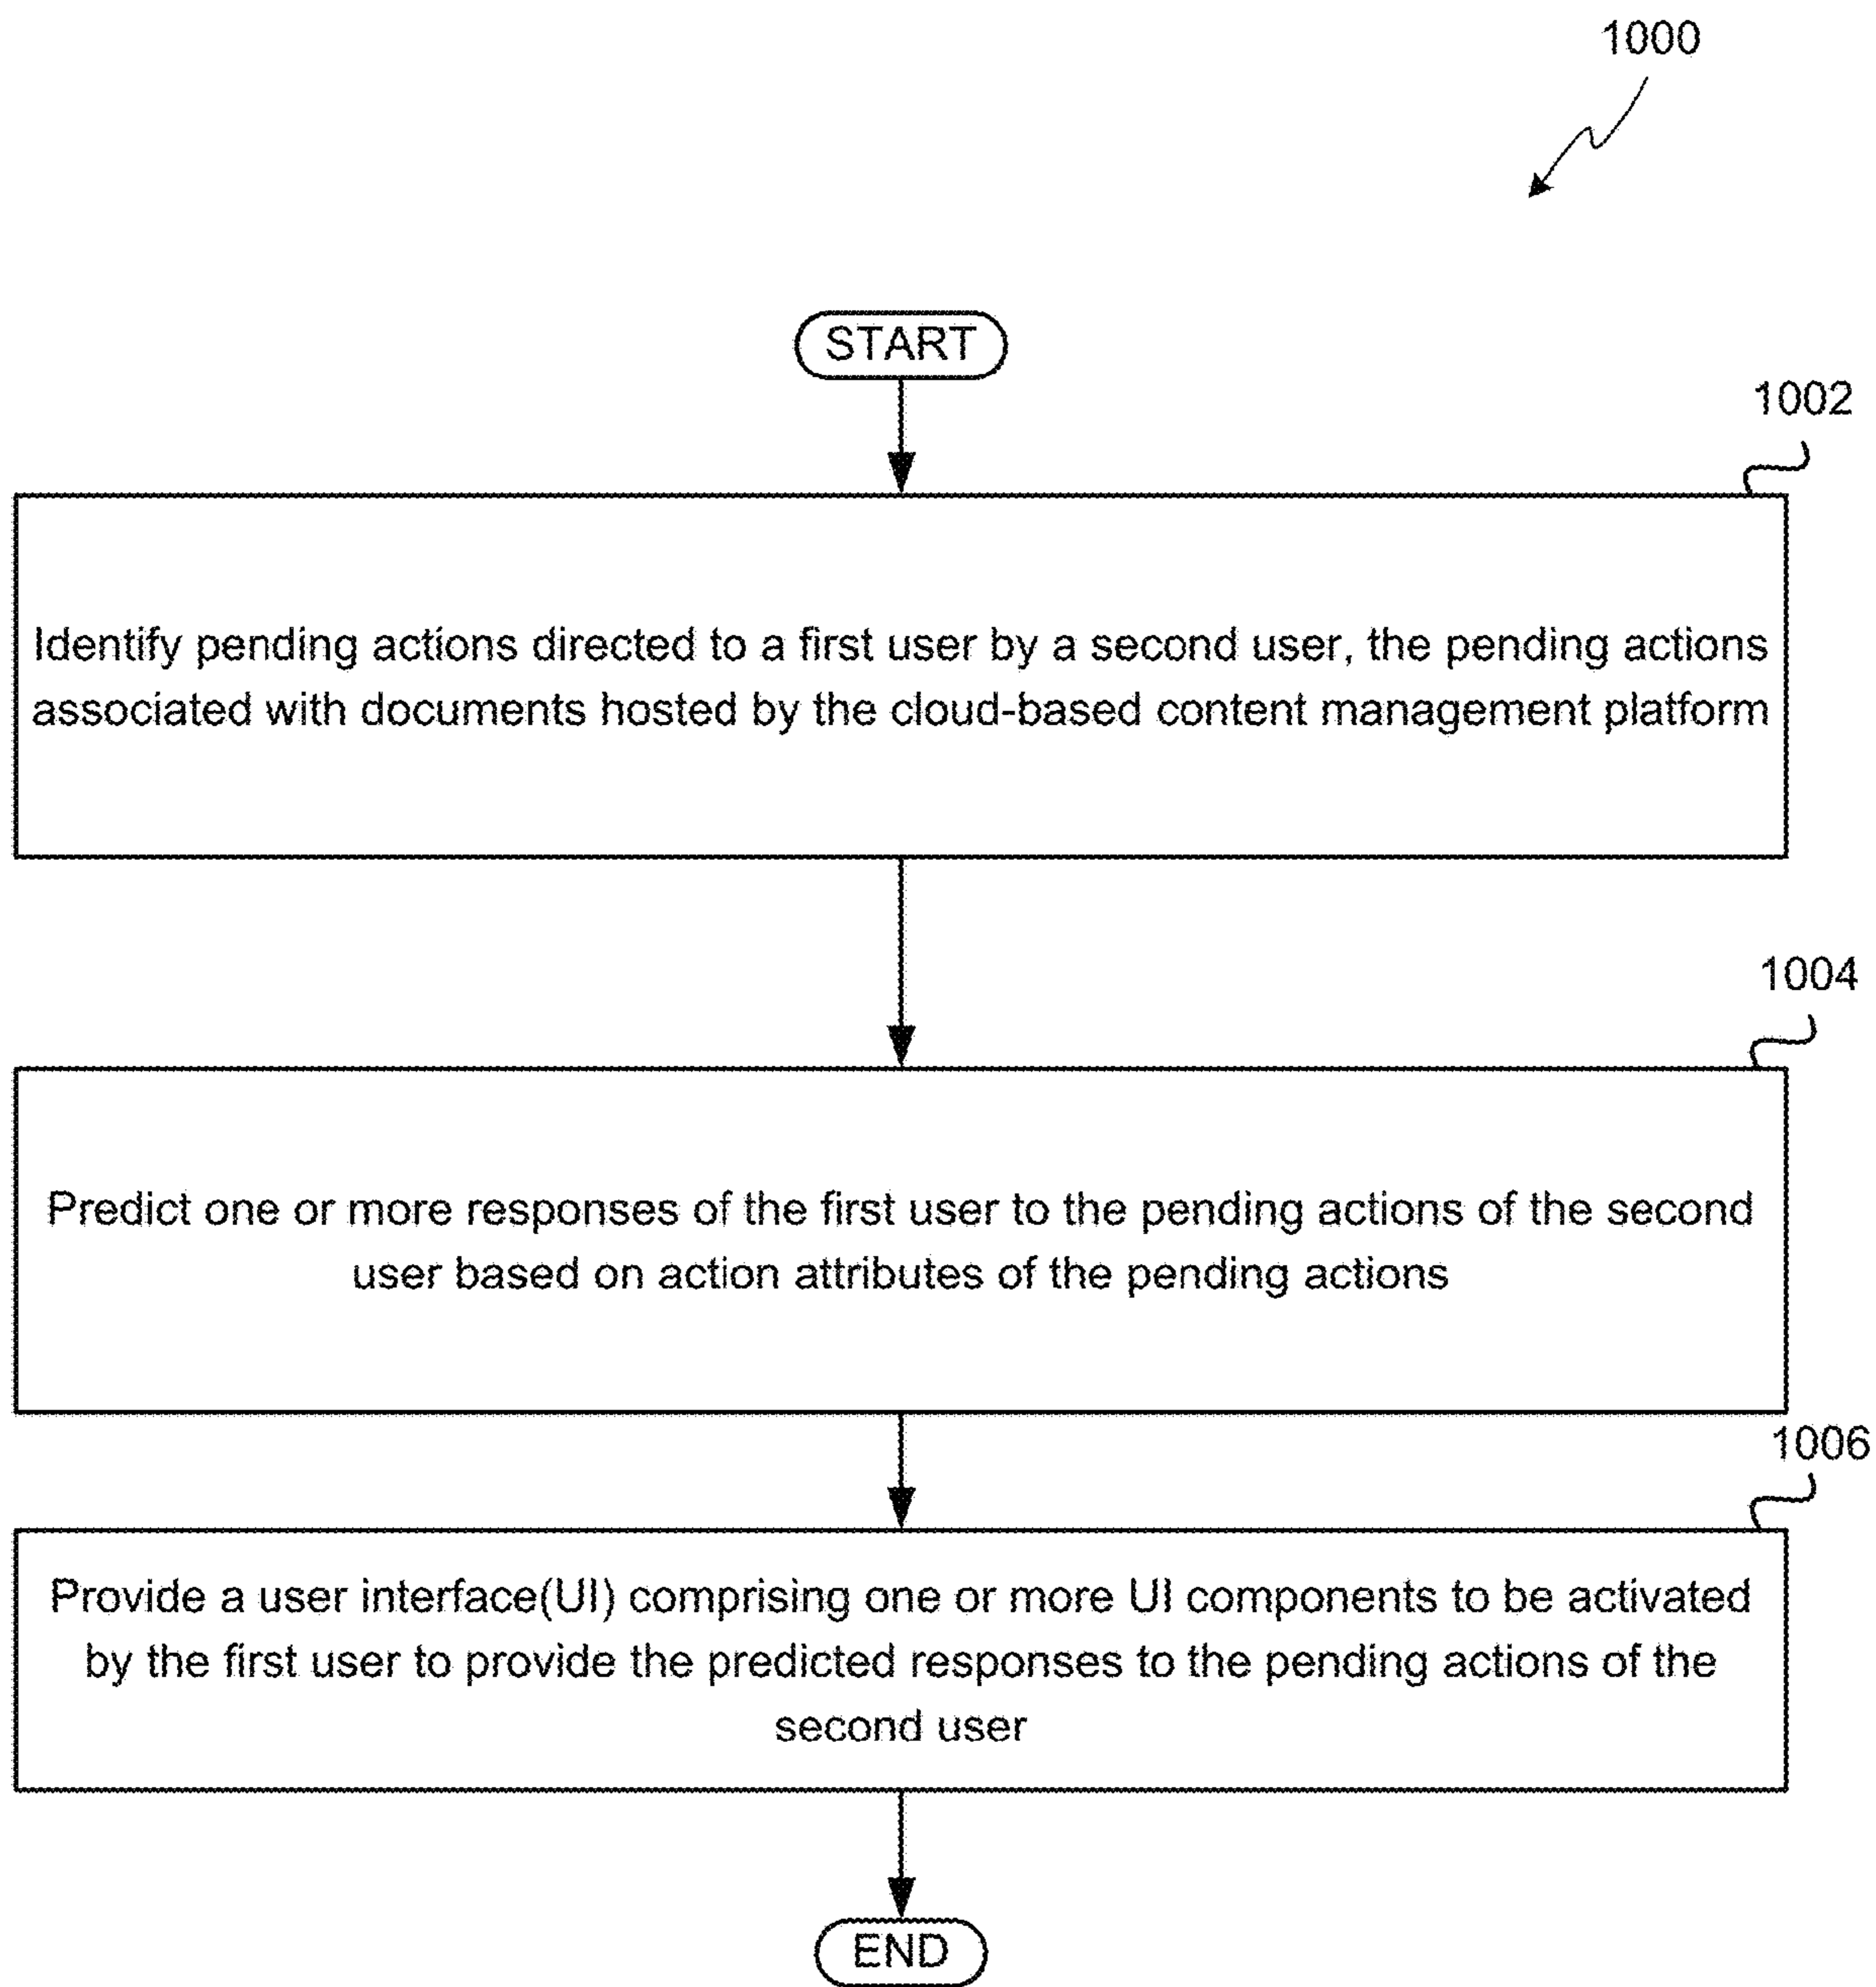 1000
START
1002
Identify pending actions directed to a first user by a second user, the pending actions
associated with documents hosted by the cloud-based content management platform
1004
Predict one or more responses of the first user to the pending actions of the second
user based on action attributes of the pending actions
1006
Provide a user interface(UI) comprising one or more UI components to be activated
by the first user to provide the predicted responses to the pending actions of the
second user
END